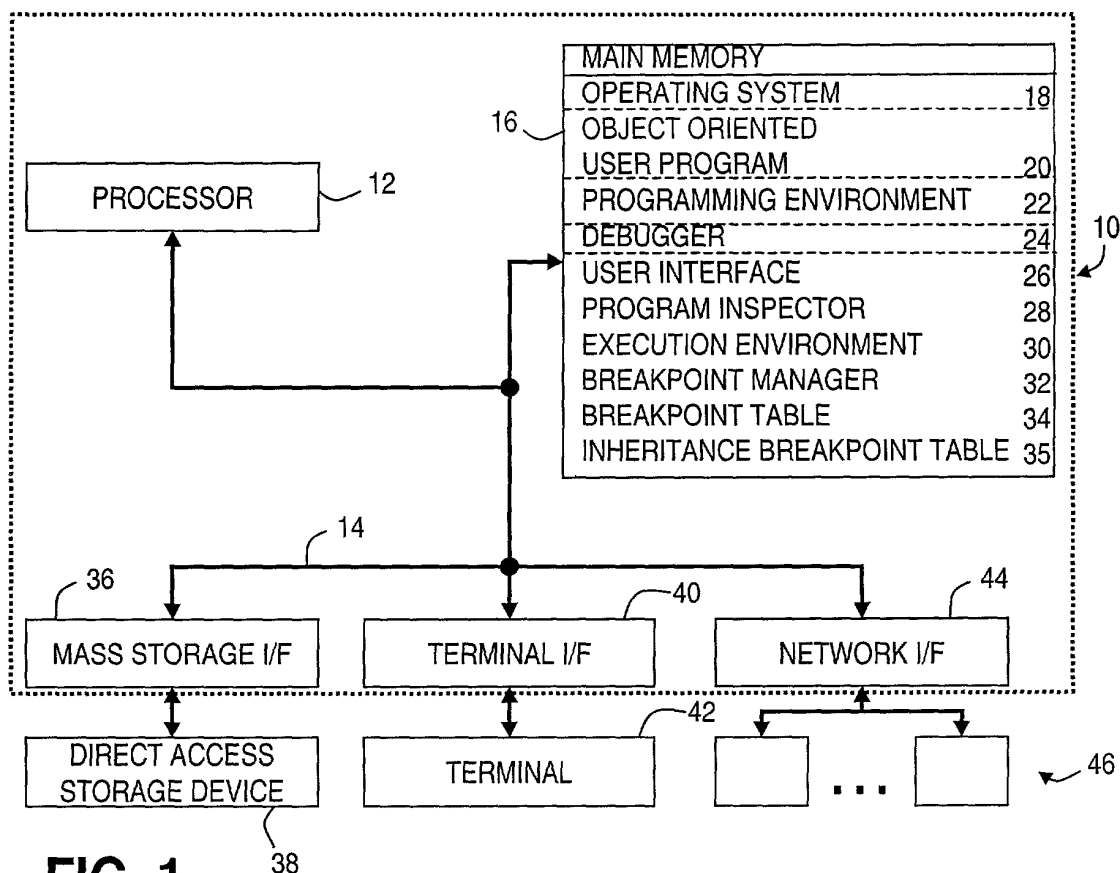 MAIN MEMORY
OPERATING SYSTEM 18
16
OBJECT ORIENTED
USER PROGRAM 20
PROCESSOR
12
PROGRAMMING ENVIRONMENT 22
DEBUGGER 24
10
USER INTERFACE 26
PROGRAM INSPECTOR 28
EXECUTION ENVIRONMENT 30
BREAKPOINT MANAGER 32
BREAKPOINT TABLE 34
INHERITANCE BREAKPOINT TABLE 35
14
36
40
44
MASS STORAGE I/F
TERMINAL I/F
NETWORK I/F
42
DIRECT ACCESS
STORAGE DEVICE
TERMINAL
. . .
46
38
FIG. 1